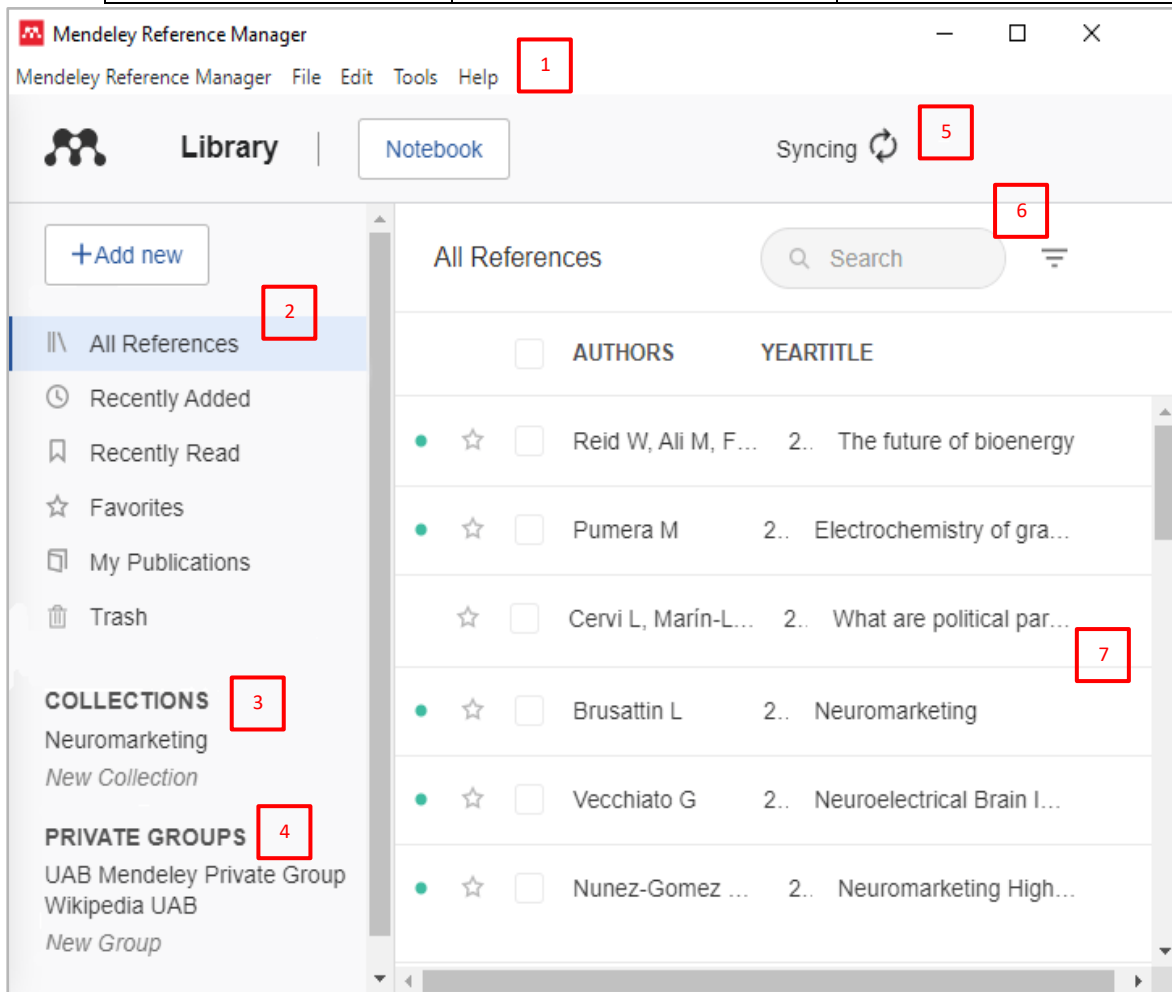 Mendeley Reference Manager
Mendeley Reference Manager File Edit Tools Help
1
Library
Notebook
Syncing
5
+Add new
All References
Search
6
2
All References
Recently Added
Recently Read
Favorites
My Publications
Trash
COLLECTIONS
3
Neuromarketing
New Collection
PRIVATE GROUPS
4
UAB Mendeley Private Group
Wikipedia UAB
New Group
AUTHORS YEARTITLE
Reid W, Ali M, F... 2.. The future of bioenergy
Pumera M 2.. Electrochemistry of gra...
Cervi L, Marín-L... 2.. What are political par...
7
Brusattin L 2.. Neuromarketing
Vecchiato G 2.. Neuroelectrical Brain I...
Nunez-Gomez ... 2.. Neuromarketing High...